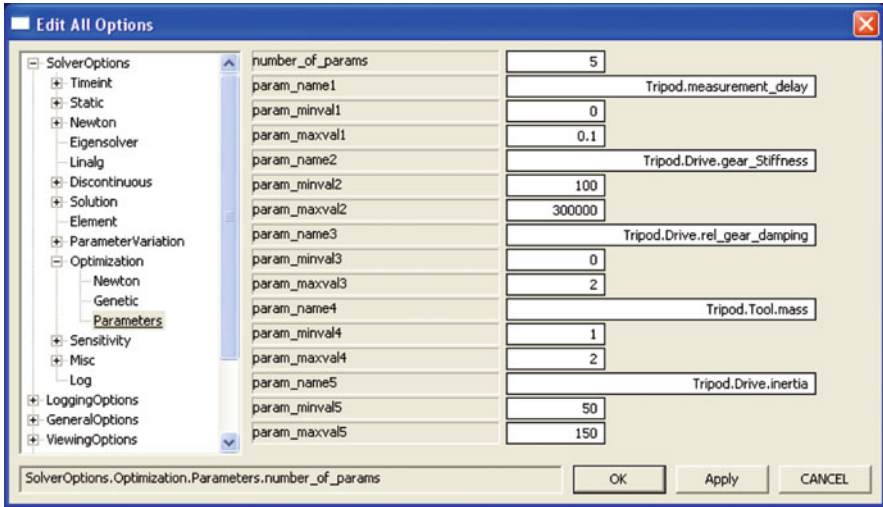 Edit All Options
SolverOptions
Timeint
Static
Newton
Eigensolver
Linalg
Discontinuous
Solution
Element
ParameterVariation
Optimization
Newton
Genetic
Parameters
Sensitivity
Misc
Log
LoggingOptions
GeneralOptions
ViewingOptions
number_of_params 5
param_name1 Tripod.measurement_delay
param_minval1 0
param_maxval1 0.1
param_name2 Tripod.Drive.gear_Stiffness
param_minval2 100
param_maxval2 300000
param_name3 Tripod.Drive.rel_gear_damping
param_minval3 0
param_maxval3 2
param_name4 Tripod.Tool.mass
param_minval4 1
param_maxval4 2
param_name5 Tripod.Drive.inertia
param_minval5 50
param_maxval5 150
SolverOptions.Optimization.Parameters.number_of_params
OK Apply CANCEL